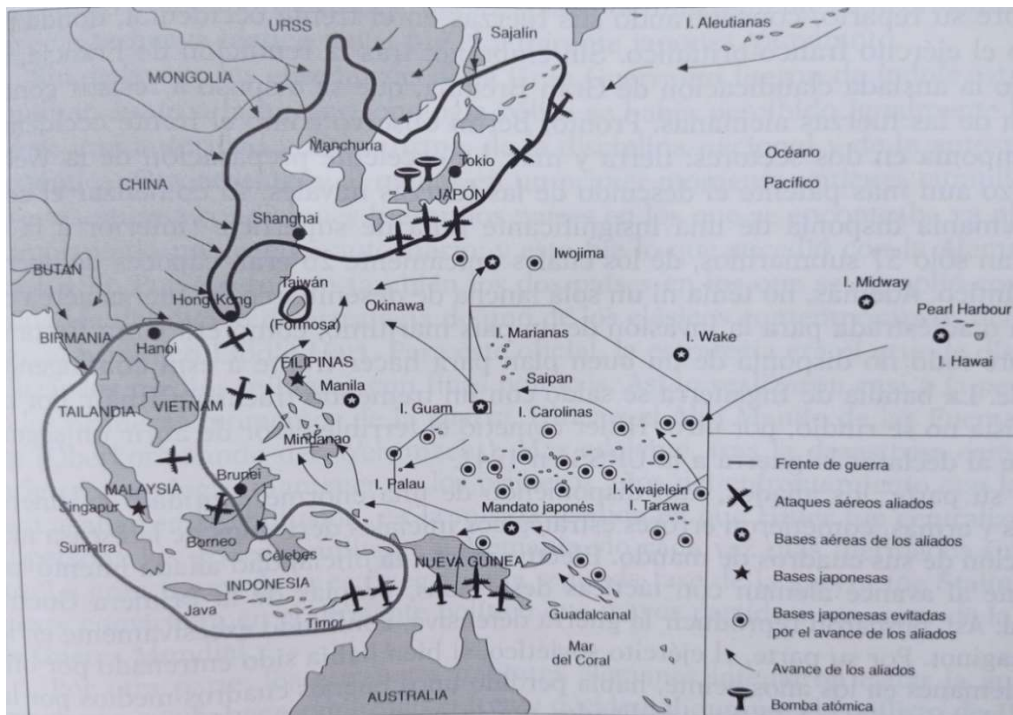 URSS
Sajalín
I. Aleutianas
MONGOLIA
Manchuria
Tokio
Océano
Pacífico
CHINA
JAPÓN
Shanghai
Iwojima
BUTAN
Taiwán
I. Midway
Hong-Kong
Okinawa
(Formosa)
Pearl Harbour
BIRMANIA
Hanoi
I. Marianas
I. Wake
I. Hawai
FILIPINAS
Saipan
Manila
TAILANDIA
VIETNAM
I. Guam
I. Carolinas
Mindanao
Frente de guerra
Brunei
I. Palau
I. Kwajelein
MALAYSIA
Ataques aéreos aliados
Singapur
Mandato japonés
I. Tarawa
Borneo
Bases aéreas de los aliados
Sumatra
Célebes
NUEVA GUINEA
INDONESIA
Bases japonesas
Java
Guadalcanal
Bases japonesas evitadas
por el avance de los aliados
Timor
Mar
del Coral
Avance de los aliados
AUSTRALIA
Bomba atómica